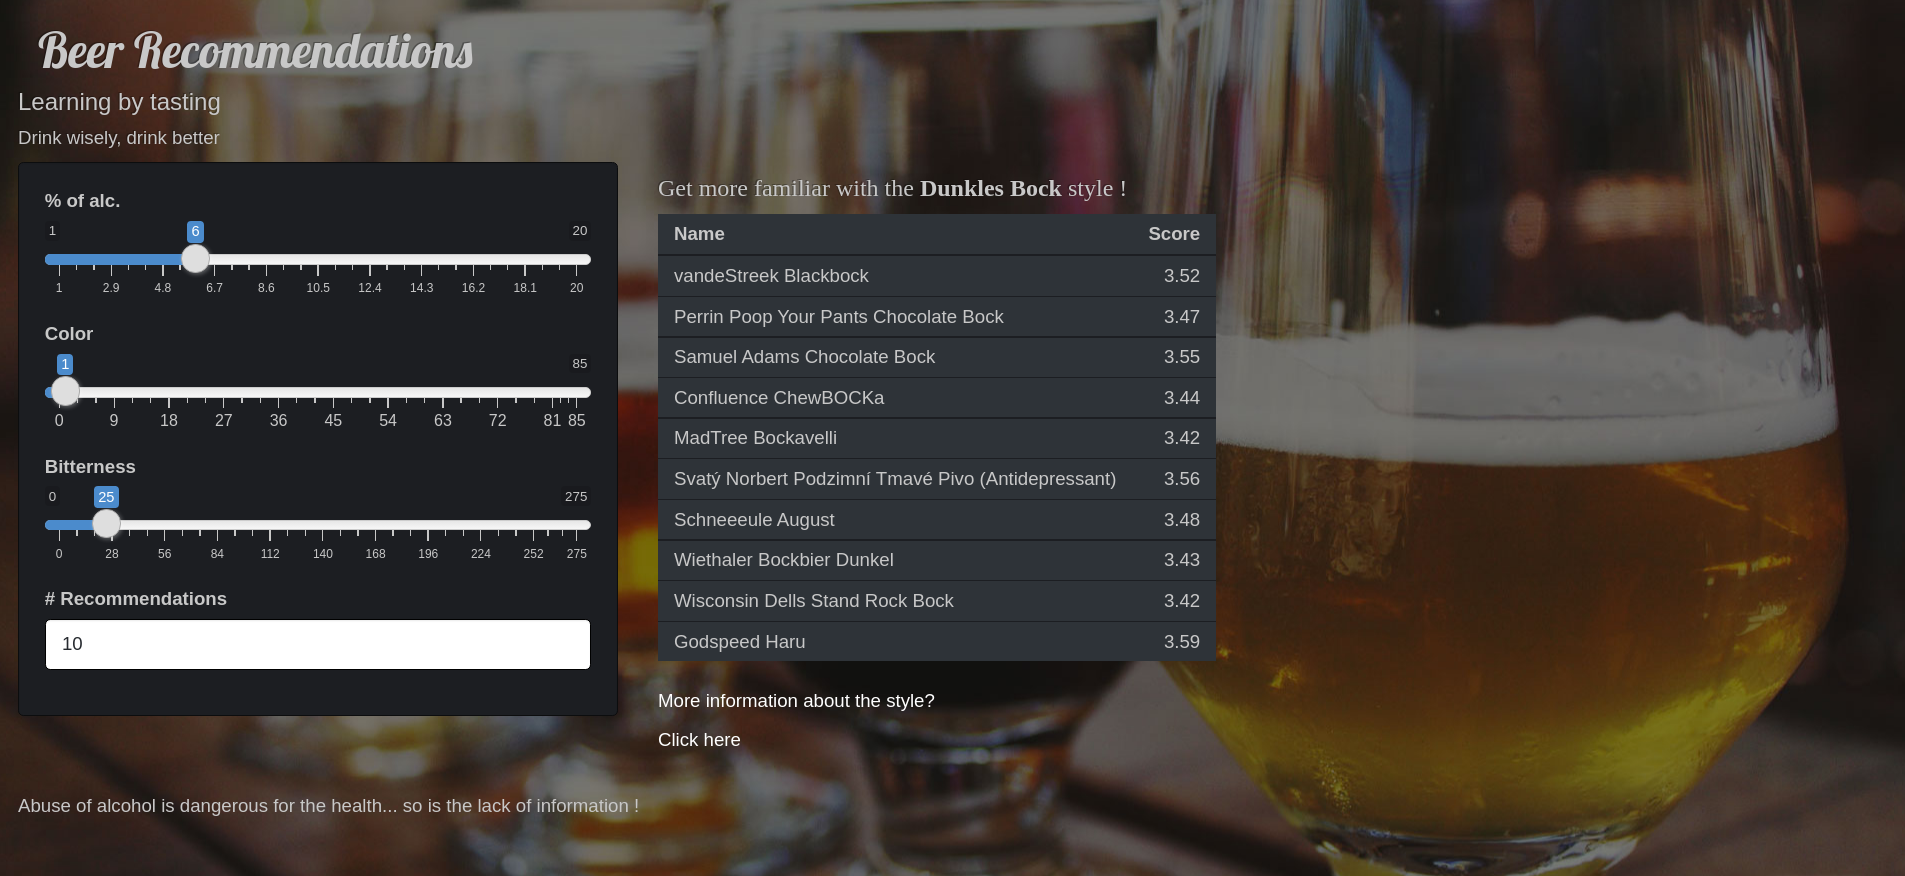 Beer Recommendations
Learning by tasting
Drink wisely, drink better
% of alc.
1 6 20
1 2.9 4.8 6.7 8.6 10.5 12.4 14.3 16.2 18.1 20
Color
1 85
0 9 18 27 36 45 54 63 72 81 85
Bitterness
0 25 275
0 28 56 84 112 140 168 196 224 252 275
# Recommendations
10
Get more familiar with the Dunkles Bock style !
Name Score
vandeStreek Blackbock 3.52
Perrin Poop Your Pants Chocolate Bock 3.47
Samuel Adams Chocolate Bock 3.55
Confluence ChewBOCKa 3.44
MadTree Bockavelli 3.42
Svatý Norbert Podzimní Tmavé Pivo (Antidepressant) 3.56
Schneeeule August 3.48
Wiethaler Bockbier Dunkel 3.43
Wisconsin Dells Stand Rock Bock 3.42
Godspeed Haru 3.59
More information about the style?
Click here
Abuse of alcohol is dangerous for the health... so is the lack of information !